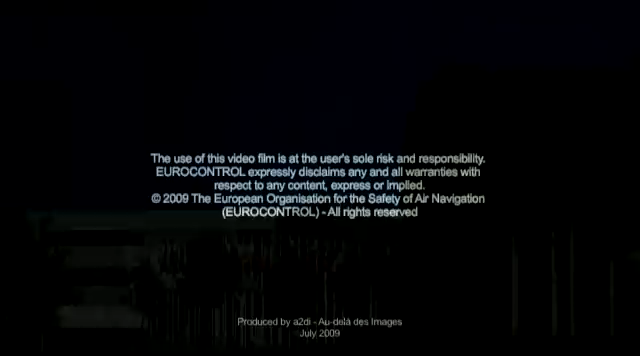 The use of this video film is at the user's sole risk and responsibility.
EUROCONTROL expressly disclaims any and all warranties with
respect to any content, express or implied.
© 2009 The European Organisation for the Safety of Air Navigation
(EUROCONTROL) - All rights reserved
Produced by a2di - Au-delà des Images
July 2009